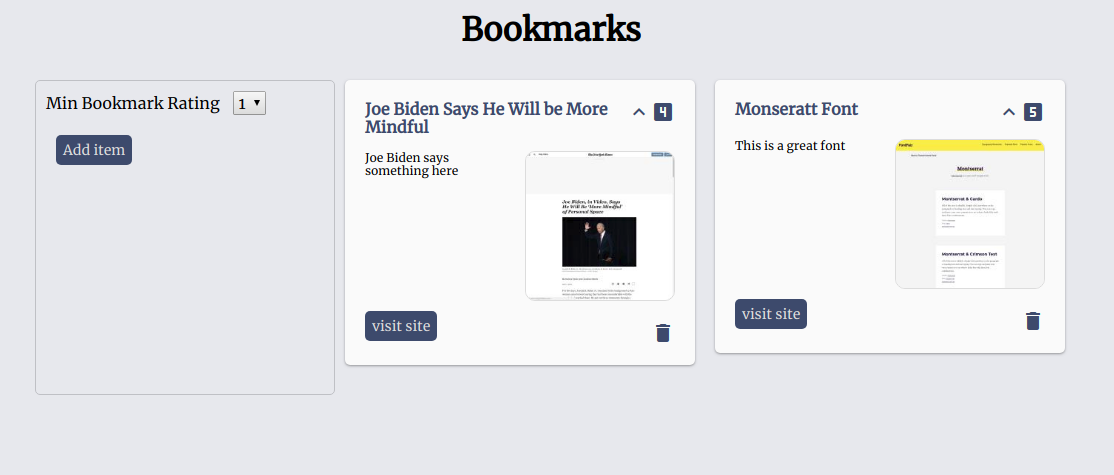 Bookmarks
Min Bookmark Rating 1
Add item
Joe Biden Says He Will be More
Mindful
4
Joe Biden says
something here
Joe Biden, in Video, Says
He Will Be 'More Mindful'
of Personal Space
visit site
Monseratt Font
5
This is a great font
Montserrat
Montserrat & Cardo
Montserrat & Crimson Text
visit site